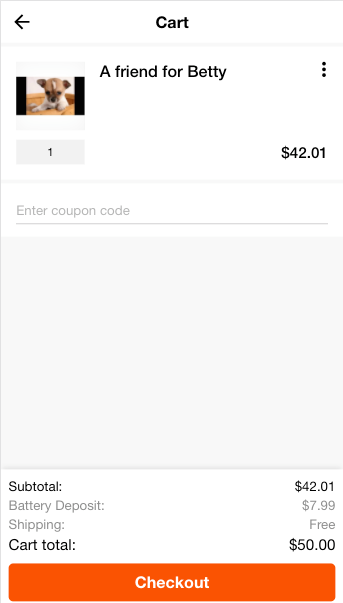 Cart
A friend for Betty
1
$42.01
Enter coupon code
Subtotal: $42.01
Battery Deposit: $7.99
Shipping: Free
Cart total: $50.00
Checkout